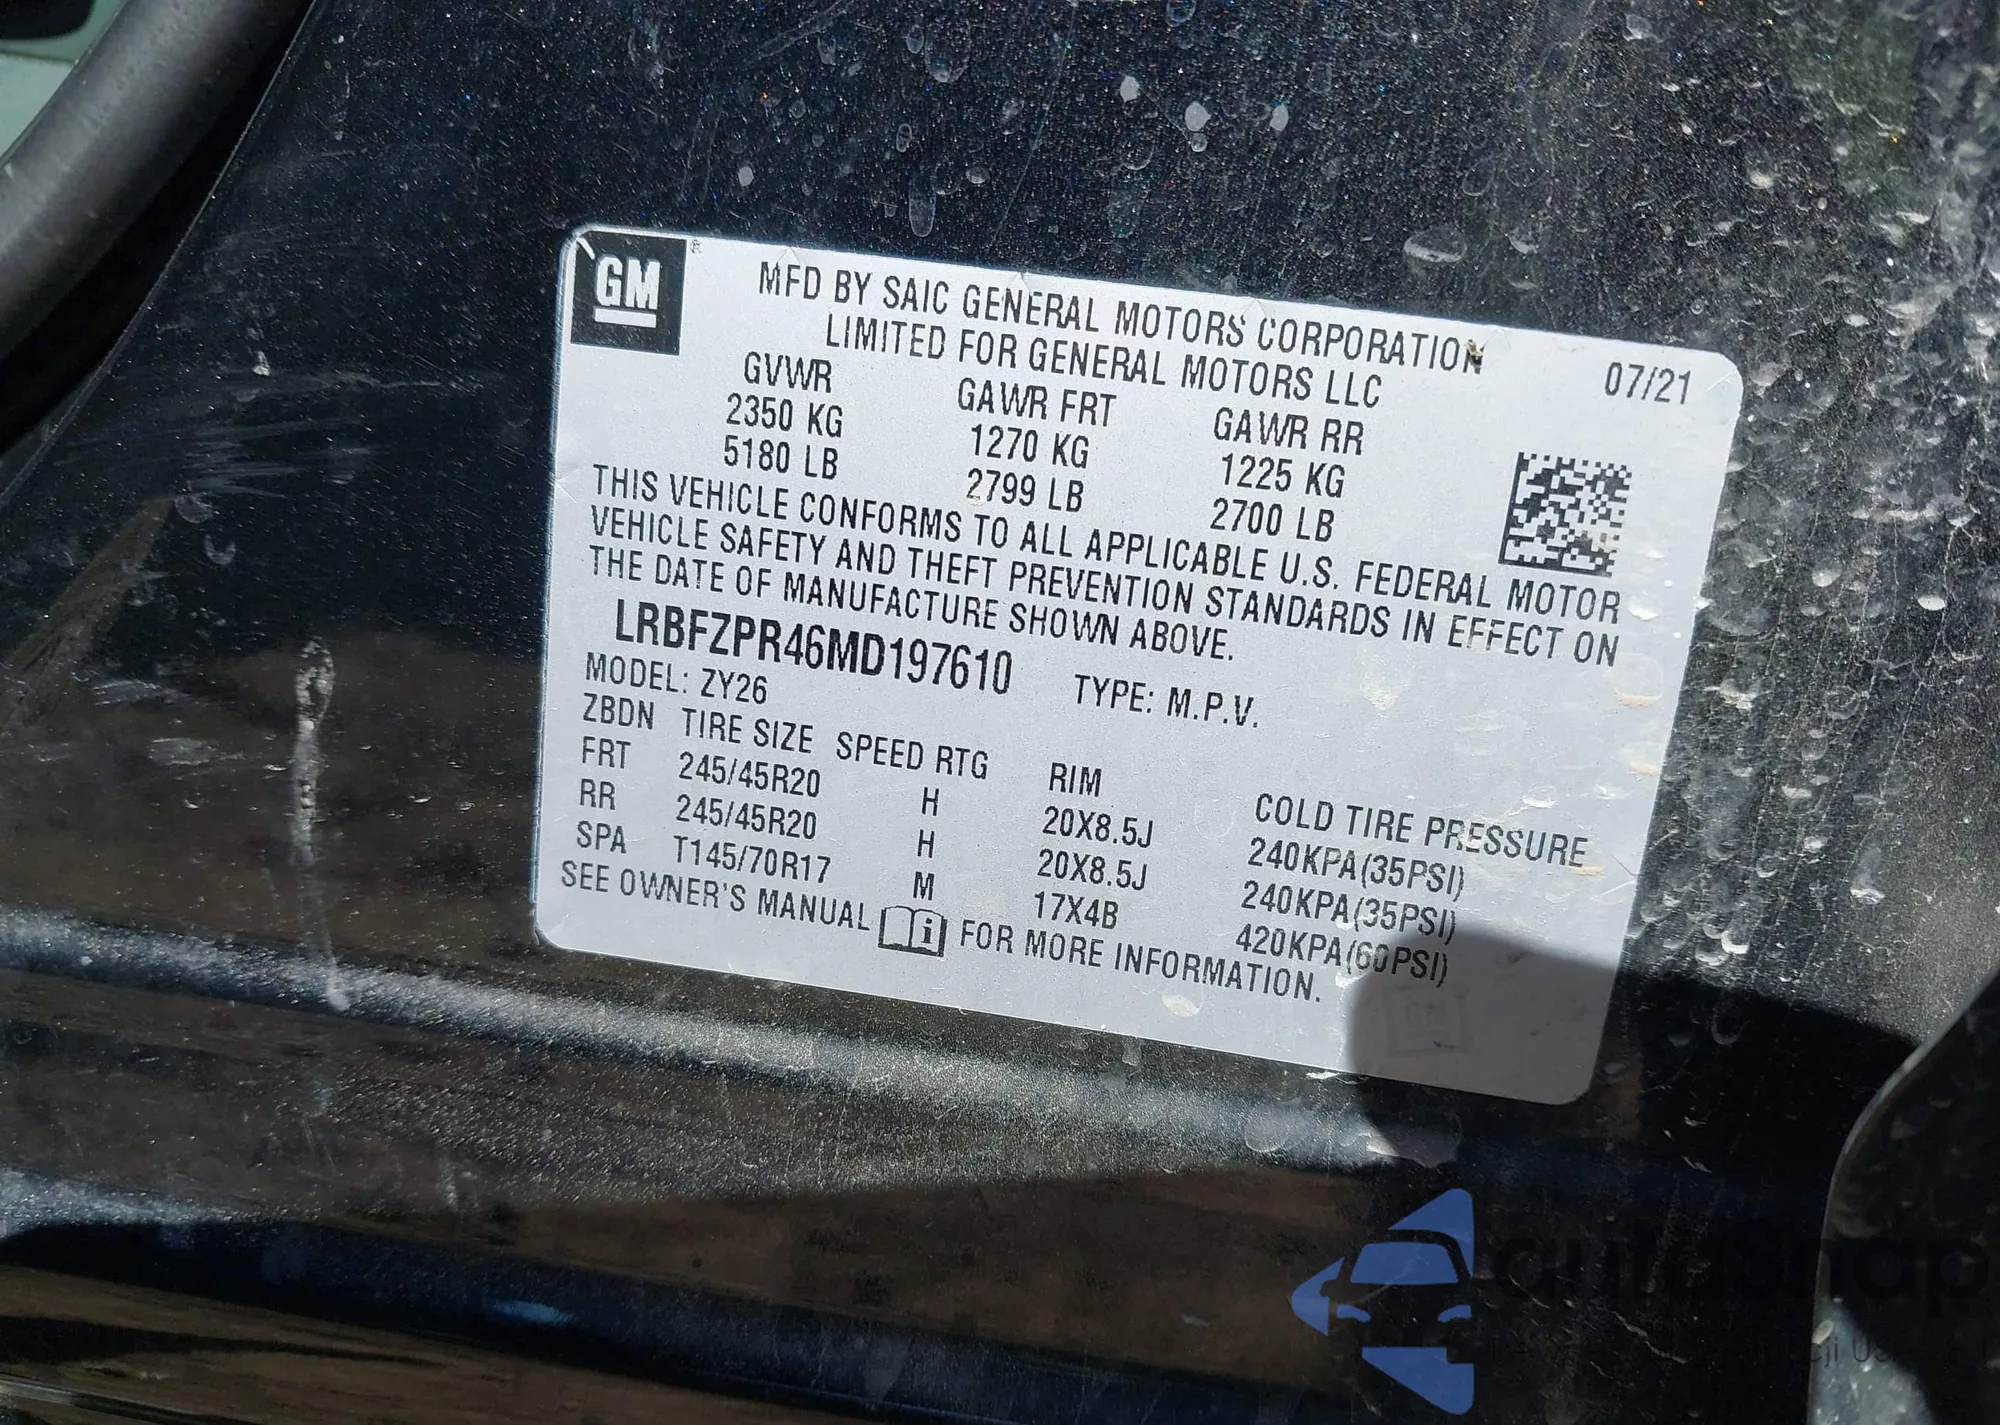 GM ®
MFD BY SAIC GENERAL MOTORS CORPORATION
LIMITED FOR GENERAL MOTORS LLC
07/21
GVWR GAWR FRT GAWR RR
2350 KG 1270 KG 1225 KG
5180 LB 2799 LB 2700 LB
THIS VEHICLE CONFORMS TO ALL APPLICABLE U.S. FEDERAL MOTOR
VEHICLE SAFETY AND THEFT PREVENTION STANDARDS IN EFFECT ON
THE DATE OF MANUFACTURE SHOWN ABOVE.
LRBFZPR46MD197610 TYPE: M.P.V.
MODEL: ZY26
ZBDN TIRE SIZE SPEED RTG RIM COLD TIRE PRESSURE
FRT 245/45R20 H 20X8.5J 240KPA(35PSI)
RR 245/45R20 H 20X8.5J 240KPA(35PSI)
SPA T145/70R17 M 17X4B 420KPA(60PSI)
SEE OWNER'S MANUAL i FOR MORE INFORMATION.
autosnap